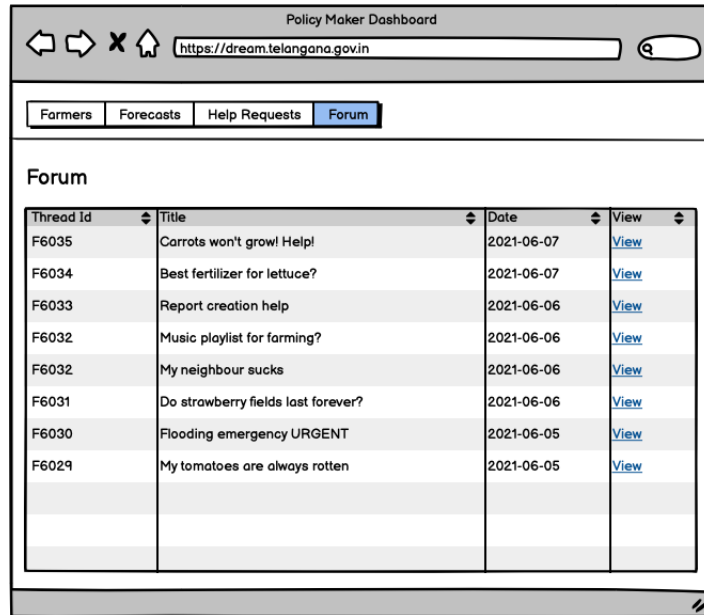 Policy Maker Dashboard
https://dream.telangana.gov.in
Farmers Forecasts Help Requests Forum
Forum
Thread Id Title Date View
F6035 Carrots won't grow! Help! 2021-06-07 View
F6034 Best fertilizer for lettuce? 2021-06-07 View
F6033 Report creation help 2021-06-06 View
F6032 Music playlist for farming? 2021-06-06 View
F6032 My neighbour sucks 2021-06-06 View
F6031 Do strawberry fields last forever? 2021-06-06 View
F6030 Flooding emergency URGENT 2021-06-05 View
F6029 My tomatoes are always rotten 2021-06-05 View